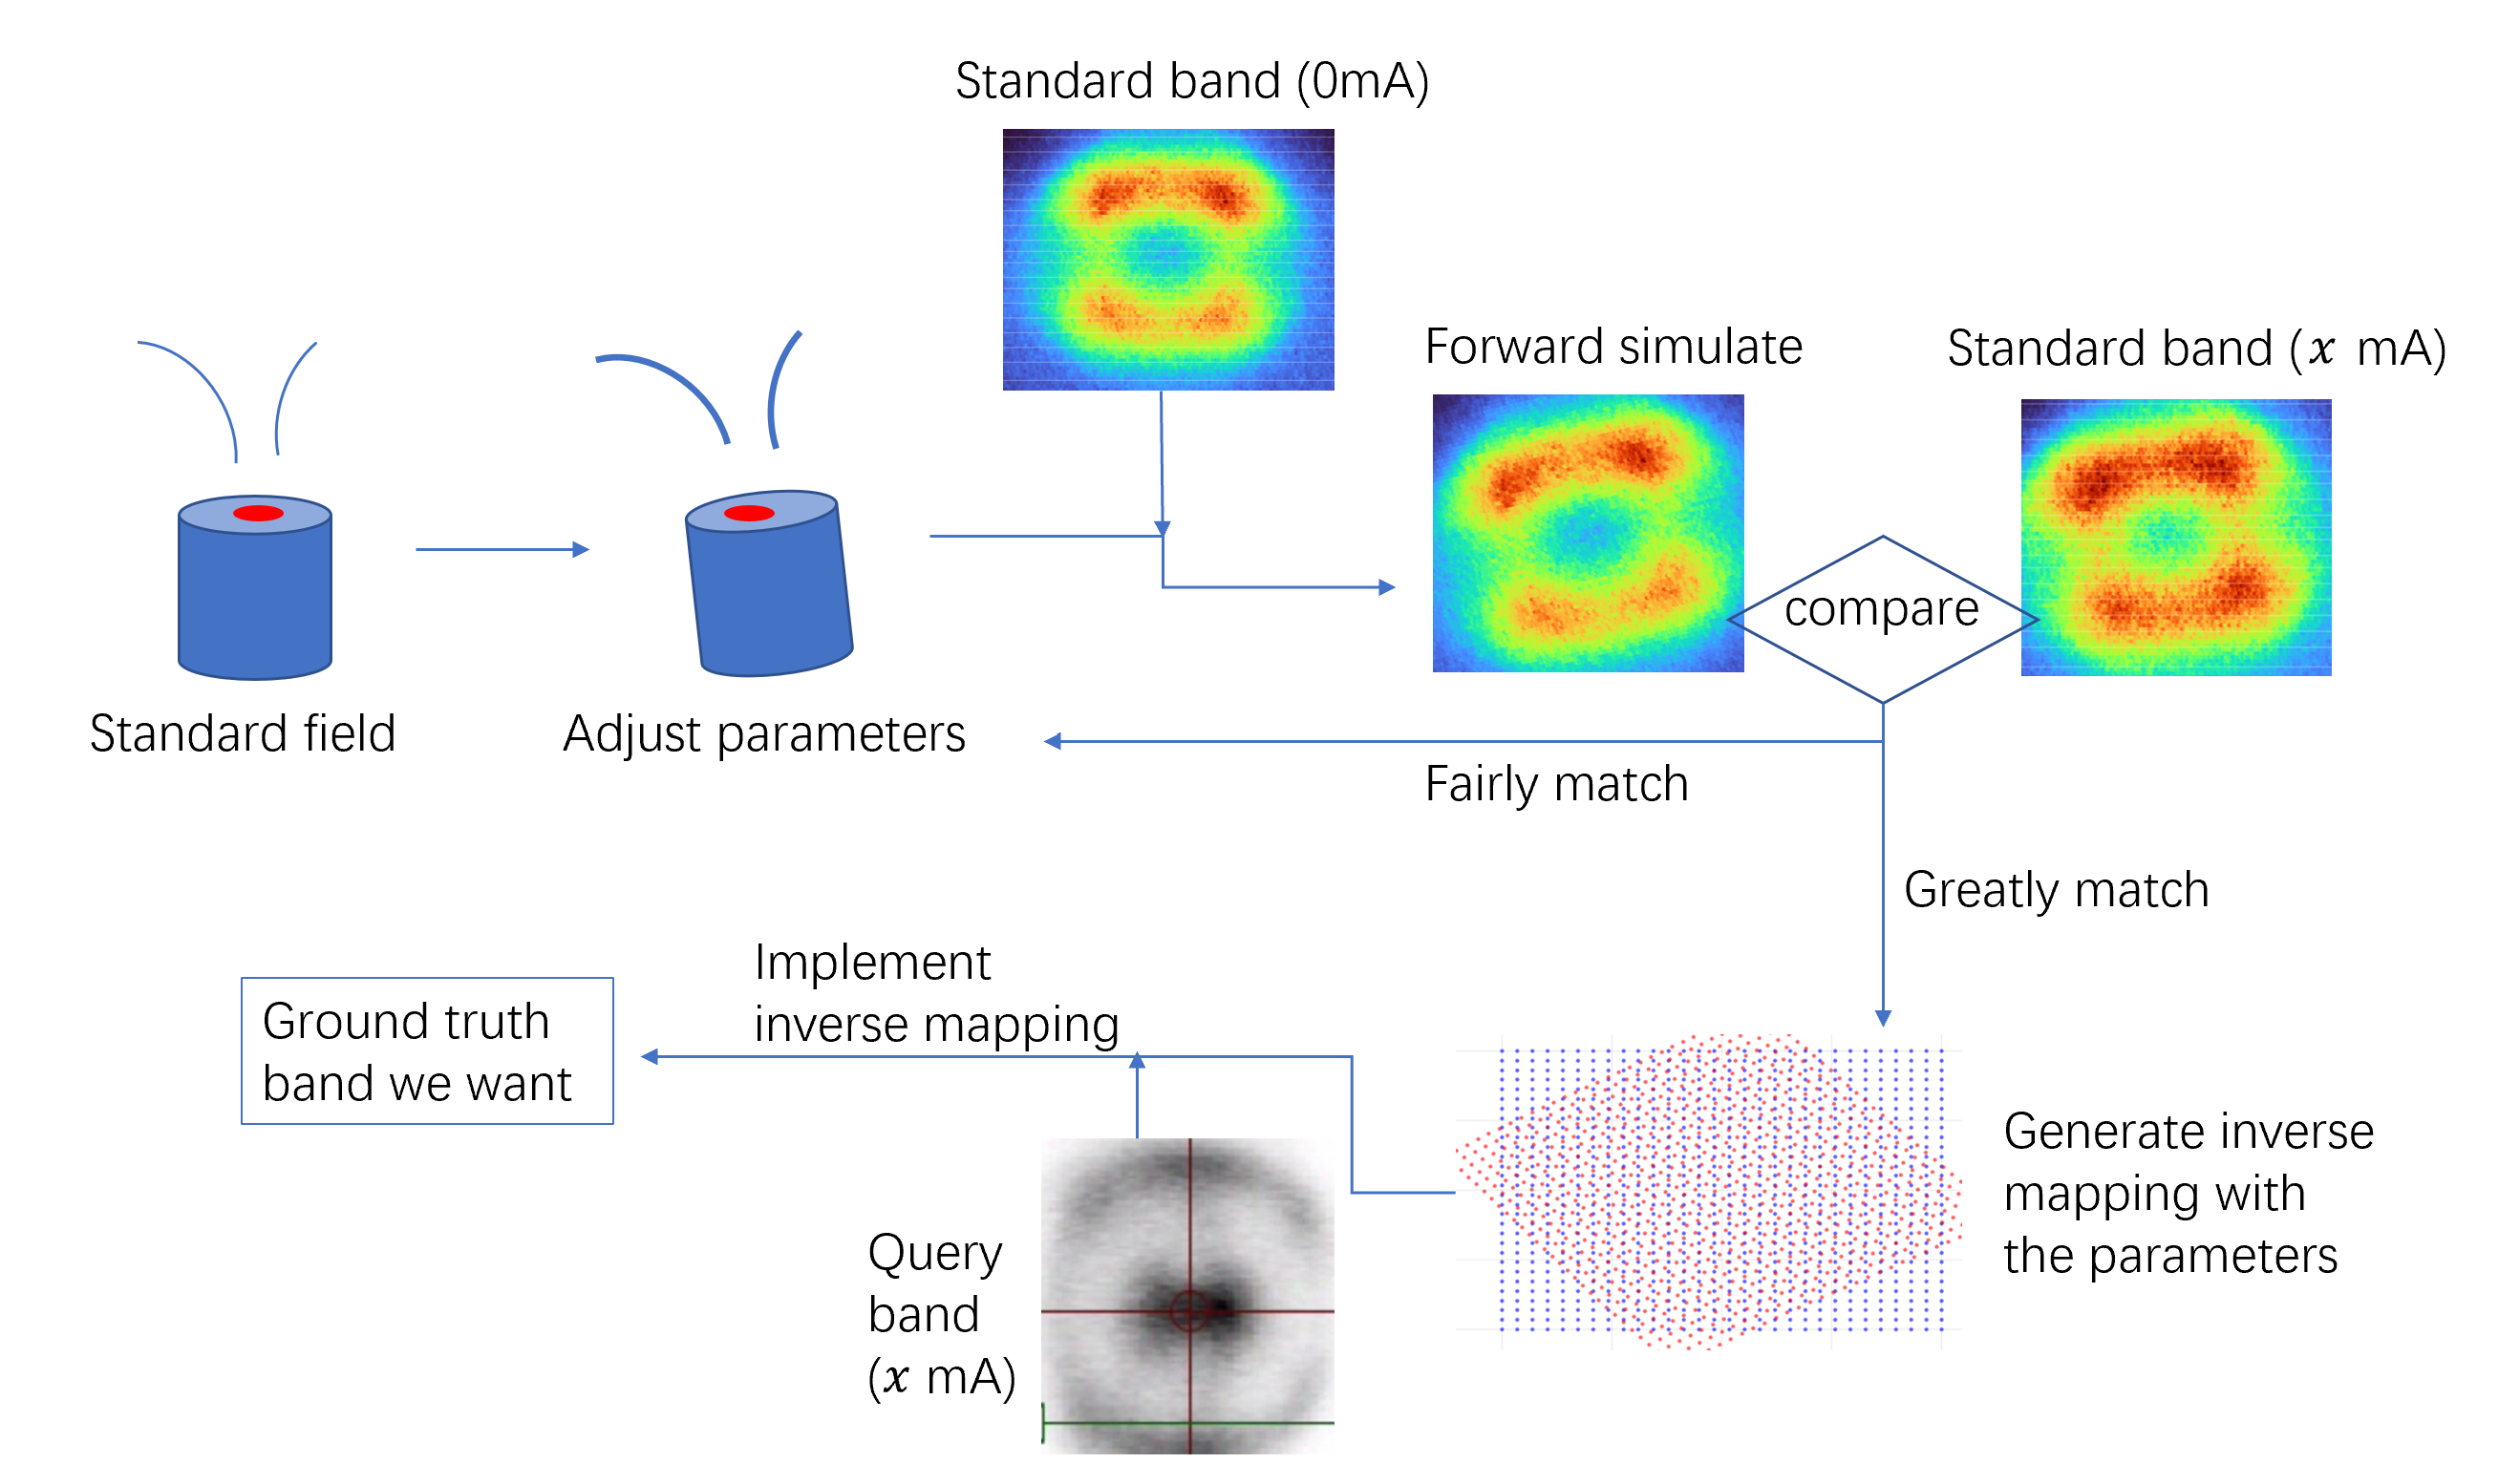 Standard band (0mA)
Forward simulate
Standard band (x mA)
compare
Standard field
Adjust parameters
Fairly match
Greatly match
Implement
inverse mapping
Ground truth
band we want
Generate inverse
mapping with
the parameters
Query
band
(x mA)